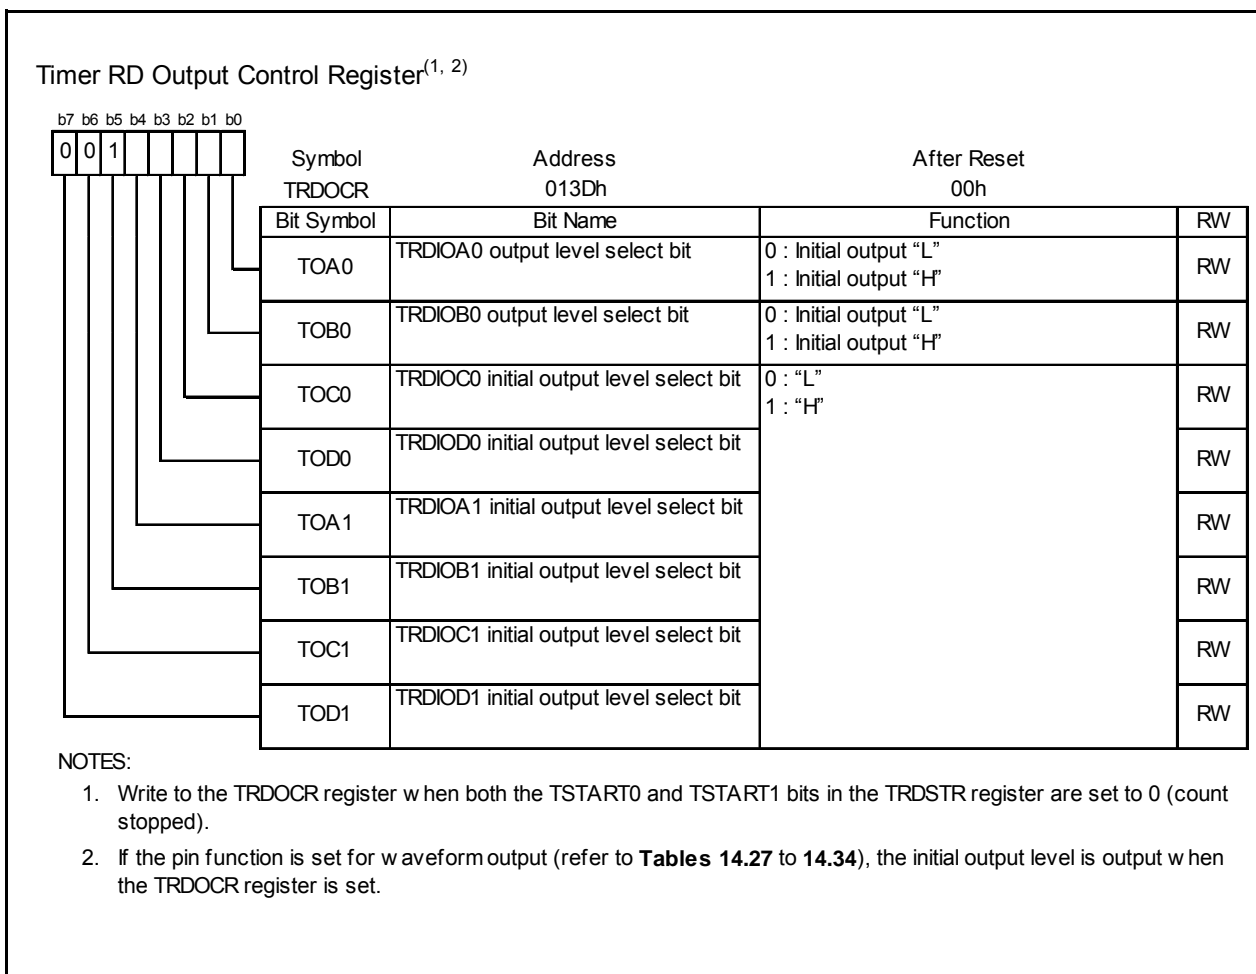 Timer RD Output Control Register(1, 2)
b7 b6 b5 b4 b3 b2 b1 b0
0 0 1
Symbol Address After Reset
TRDOCR 013Dh 00h
Bit Symbol Bit Name Function RW
TOA0 TRDIOA0 output level select bit 0 : Initial output “L” RW
1 : Initial output “H”
TOB0 TRDIOB0 output level select bit 0 : Initial output “L” RW
1 : Initial output “H”
TOC0 TRDIOC0 initial output level select bit 0 : “L” RW
1 : “H”
TOD0 TRDIOD0 initial output level select bit RW
TOA1 TRDIOA1 initial output level select bit RW
TOB1 TRDIOB1 initial output level select bit RW
TOC1 TRDIOC1 initial output level select bit RW
TOD1 TRDIOD1 initial output level select bit RW
NOTES:
1. Write to the TRDOCR register w hen both the TSTART0 and TSTART1 bits in the TRDSTR register are set to 0 (count
stopped).
2. If the pin function is set for w aveform output (refer to Tables 14.27 to 14.34), the initial output level is output w hen
the TRDOCR register is set.